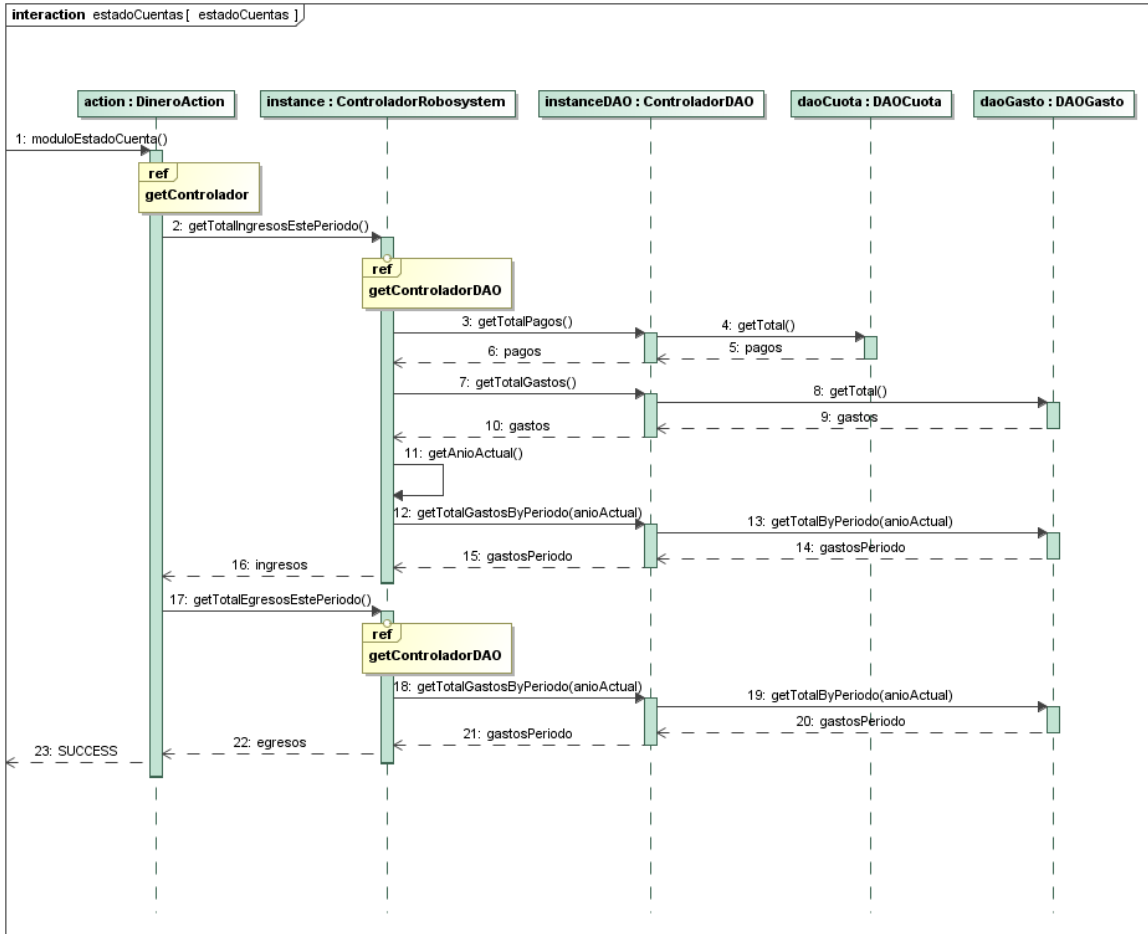 interaction estadoCuentas[ estadoCuentas ]
action : DineroAction
instance : ControladorRobosystem
instanceDAO : ControladorDAO
daoCuota : DAOCuota
daoGasto : DAOGasto
1: moduloEstadoCuenta()
ref
getControlador
2: getTotalIngresosEstePeriodo()
ref
getControladorDAO
3: getTotalPagos()
4: getTotal()
5: pagos
6: pagos
7: getTotalGastos()
8: getTotal()
9: gastos
10: gastos
11: getAnioActual()
12: getTotalGastosByPeriodo(anioActual)
13: getTotalByPeriodo(anioActual)
14: gastosPeriodo
15: gastosPeriodo
16: ingresos
17: getTotalEgresosEstePeriodo()
ref
getControladorDAO
18: getTotalGastosByPeriodo(anioActual)
19: getTotalByPeriodo(anioActual)
20: gastosPeriodo
21: gastosPeriodo
22: egresos
23: SUCCESS